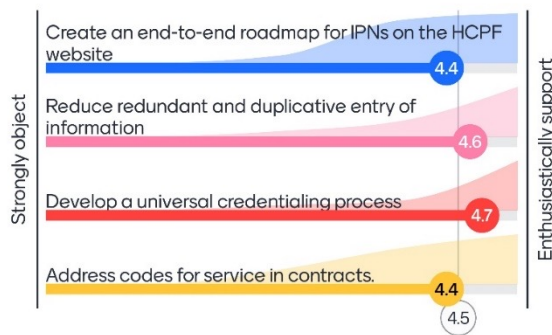 Create an end-to-end roadmap for IPNs on the HCPF
website
4.4
Reduce redundant and duplicative entry of
information
4.6
Develop a universal credentialing process
4.7
Address codes for service in contracts.
4.4
4.5
Strongly object
Enthusiastically support